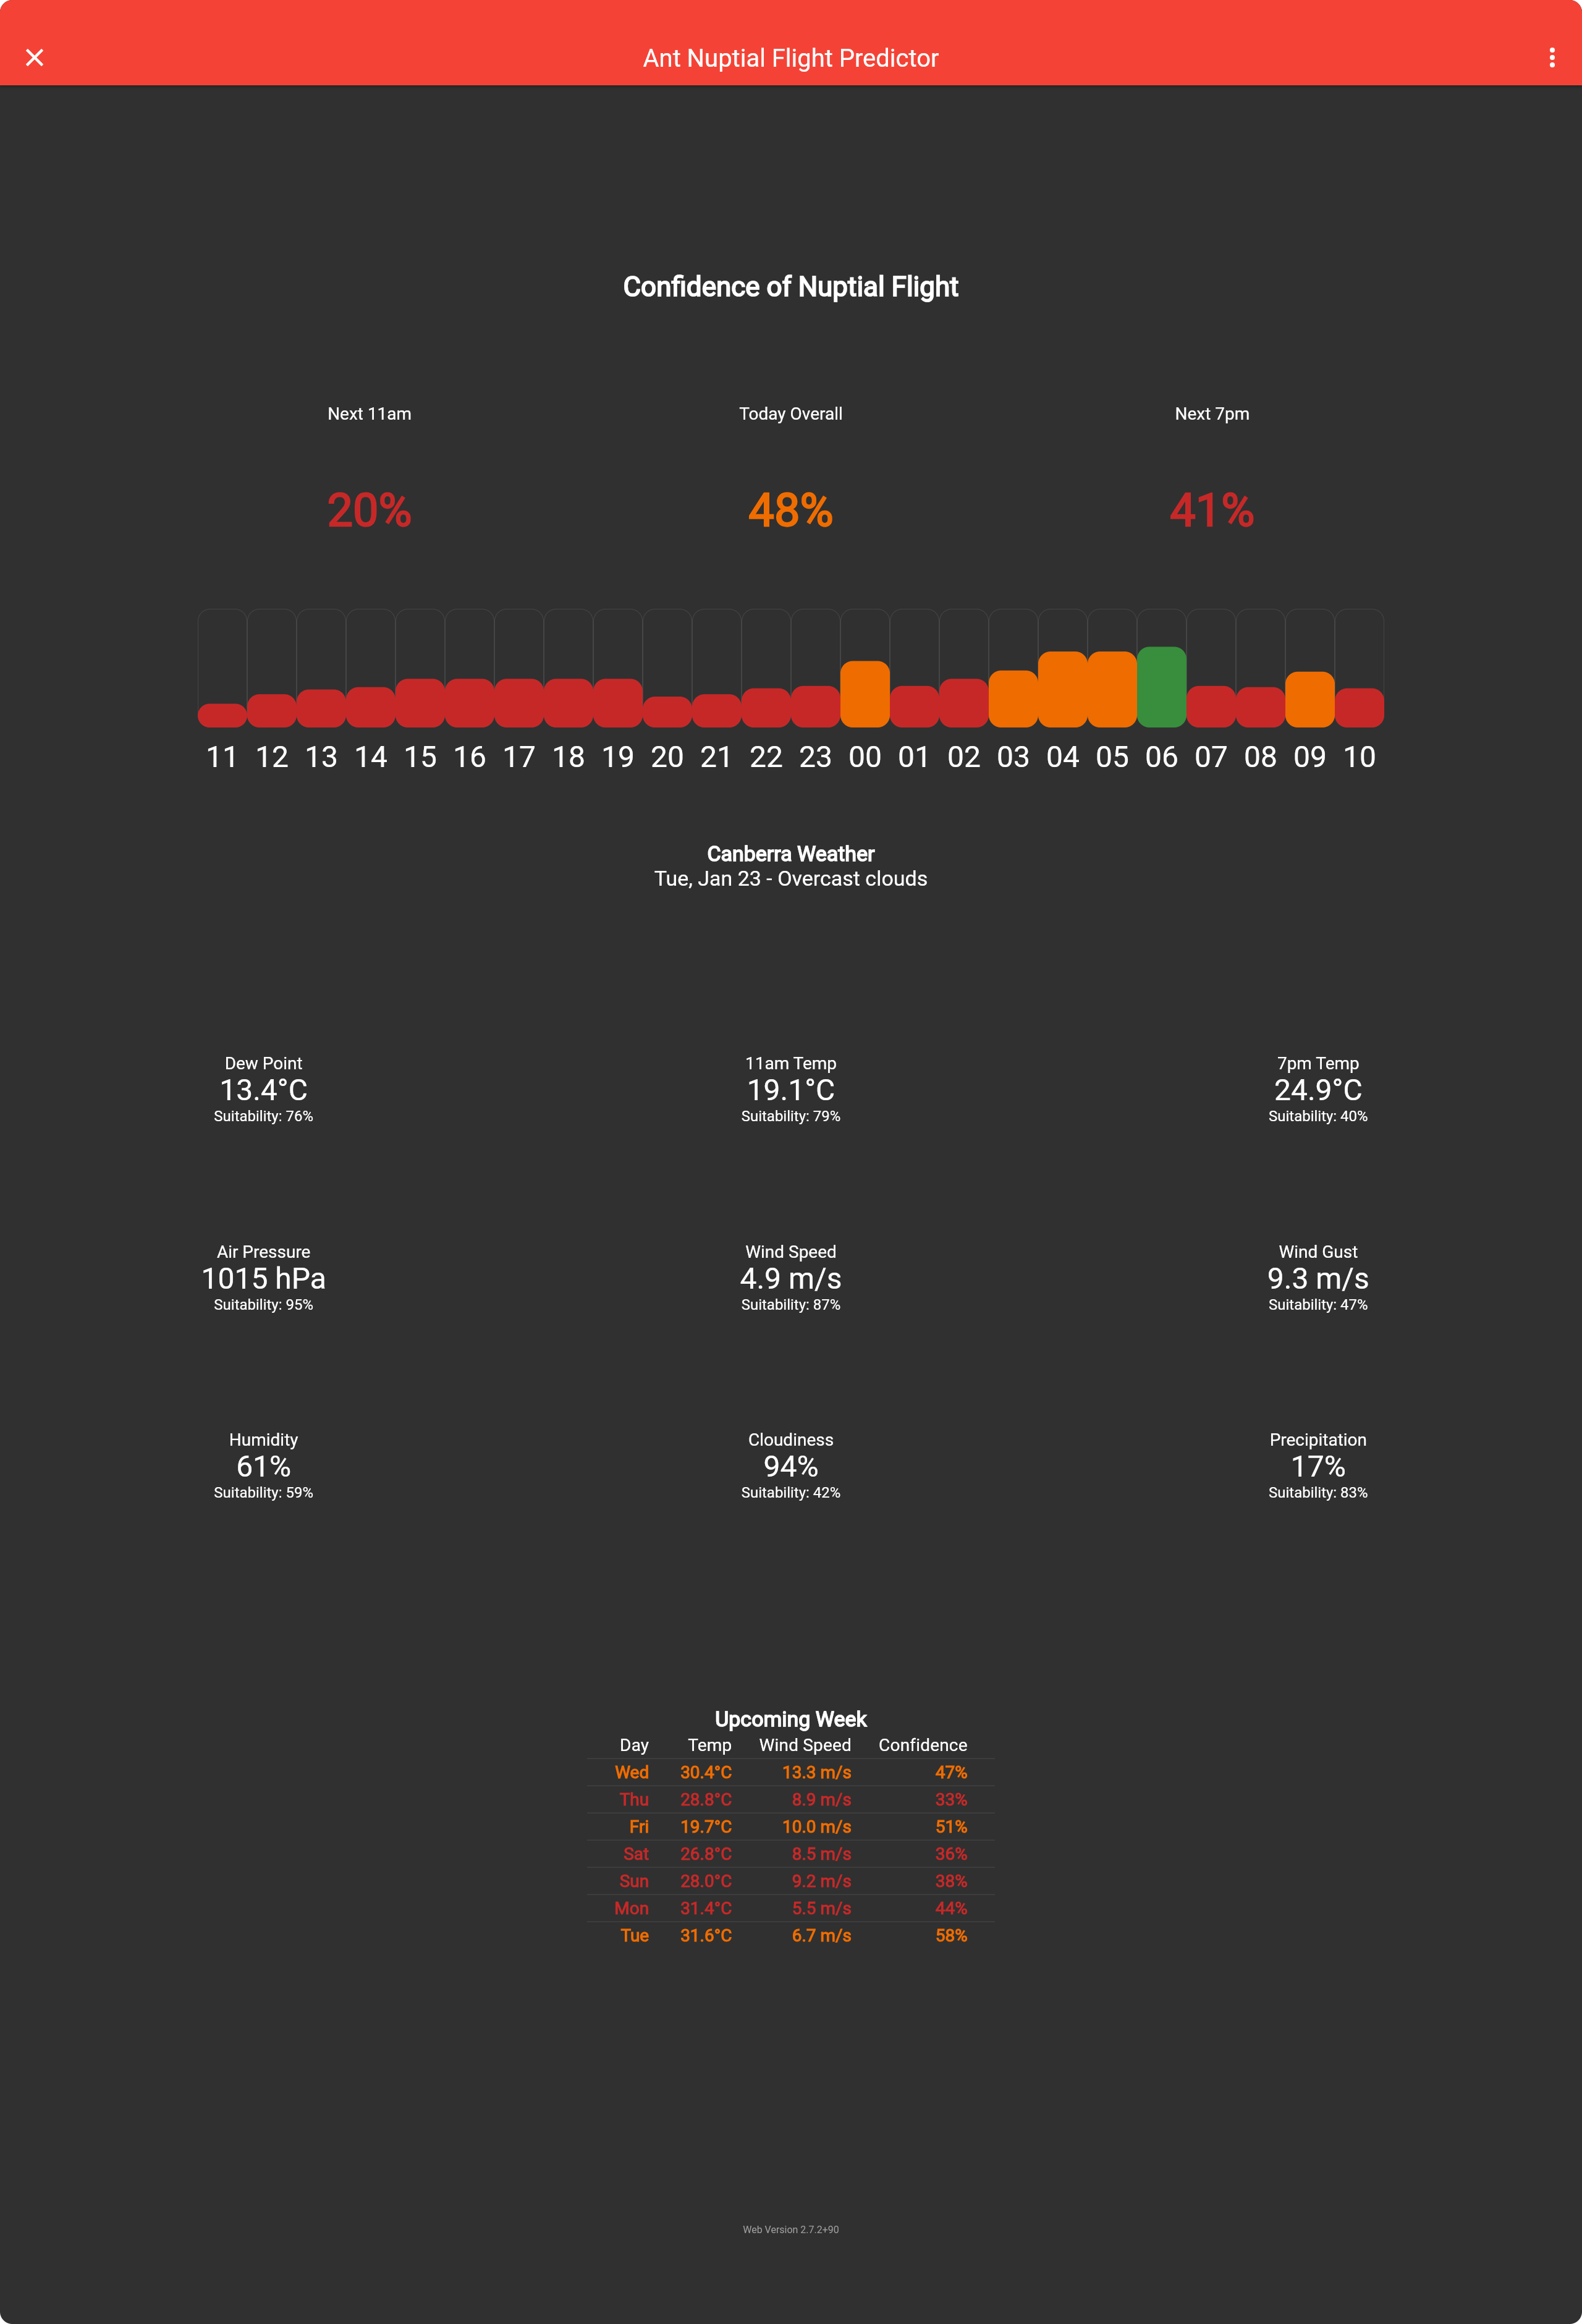 Ant Nuptial Flight Predictor
Confidence of Nuptial Flight
Next 11am Today Overall Next 7pm
20% 48% 41%
11 12 13 14 15 16 17 18 19 20 21 22 23 00 01 02 03 04 05 06 07 08 09 10
Canberra Weather
Tue, Jan 23 - Overcast clouds
Dew Point 11am Temp 7pm Temp
13.4°C 19.1°C 24.9°C
Suitability: 76% Suitability: 79% Suitability: 40%
Air Pressure Wind Speed Wind Gust
1015 hPa 4.9 m/s 9.3 m/s
Suitability: 95% Suitability: 87% Suitability: 47%
Humidity Cloudiness Precipitation
61% 94% 17%
Suitability: 59% Suitability: 42% Suitability: 83%
Upcoming Week
Day Temp Wind Speed Confidence
Wed 30.4°C 13.3 m/s 47%
Thu 28.8°C 8.9 m/s 33%
Fri 19.7°C 10.0 m/s 51%
Sat 26.8°C 8.5 m/s 36%
Sun 28.0°C 9.2 m/s 38%
Mon 31.4°C 5.5 m/s 44%
Tue 31.6°C 6.7 m/s 58%
Web Version 2.7.2+90